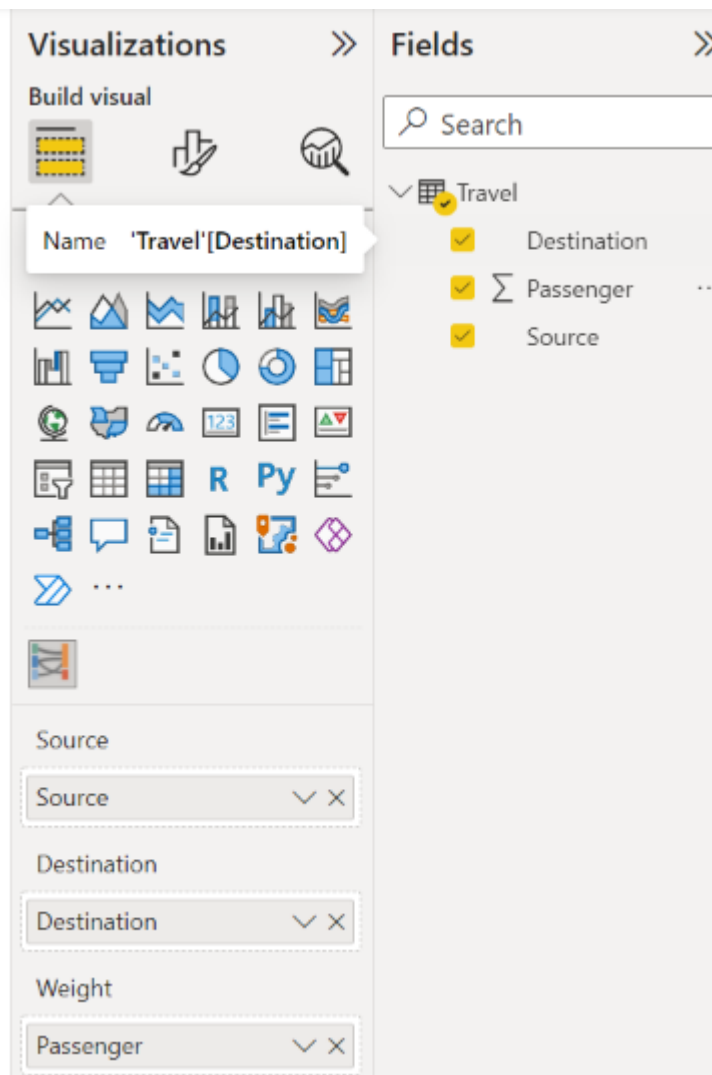 Visualizations
Build visual
Name 'Travel'[Destination]
123
R
Py
...
Source
Source
Destination
Destination
Weight
Passenger
Fields
Search
Travel
Destination
Σ Passenger
Source